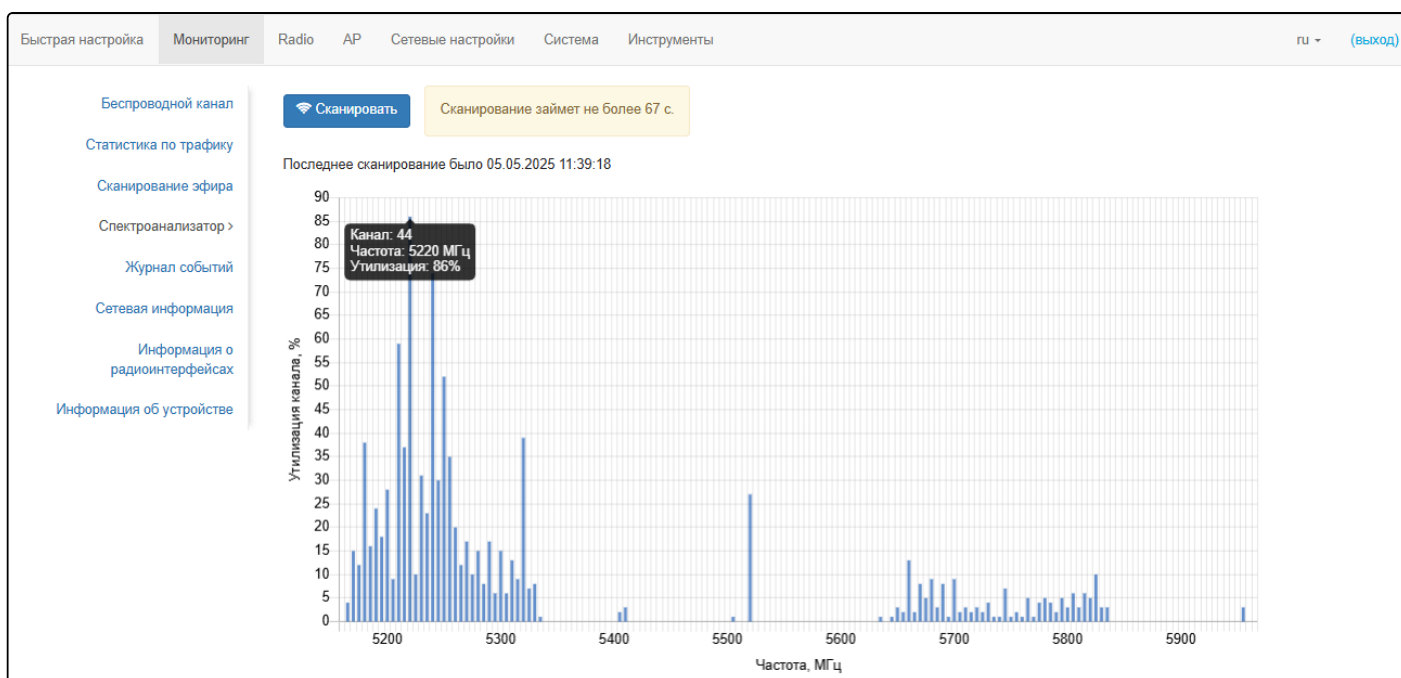 Быстрая настройка Мониторинг Radio AP Сетевые настройки Система Инструменты ru (выход)
Беспроводной канал
Статистика по трафику
Сканирование эфира
Спектроанализатор >
Журнал событий
Сетевая информация
Информация о
радиоинтерфейсах
Информация об устройстве
Сканировать
Сканирование займет не более 67 с.
Последнее сканирование было 05.05.2025 11:39:18
Утилизация канала, %
90
85
80
75
70
65
60
55
50
45
40
35
30
25
20
15
10
5
0
Канал: 44
Частота: 5220 МГц
Утилизация: 86%
5200 5300 5400 5500 5600 5700 5800 5900
Частота, МГц